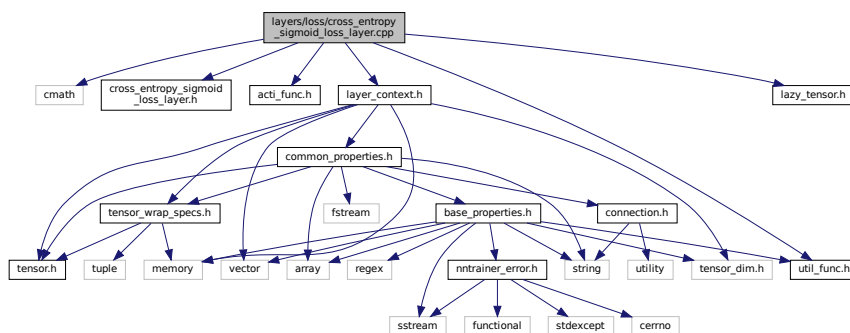 layers/loss/cross_entropy
_sigmoid_loss_layer.cpp
cmath
cross_entropy_sigmoid
_loss_layer.h
acti_func.h
layer_context.h
lazy_tensor.h
common_properties.h
tensor_wrap_specs.h
fstream
base_properties.h
connection.h
tensor.h
tuple
memory
vector
array
regex
nntrainer_error.h
string
utility
tensor_dim.h
util_func.h
sstream
functional
stdexcept
cerrno